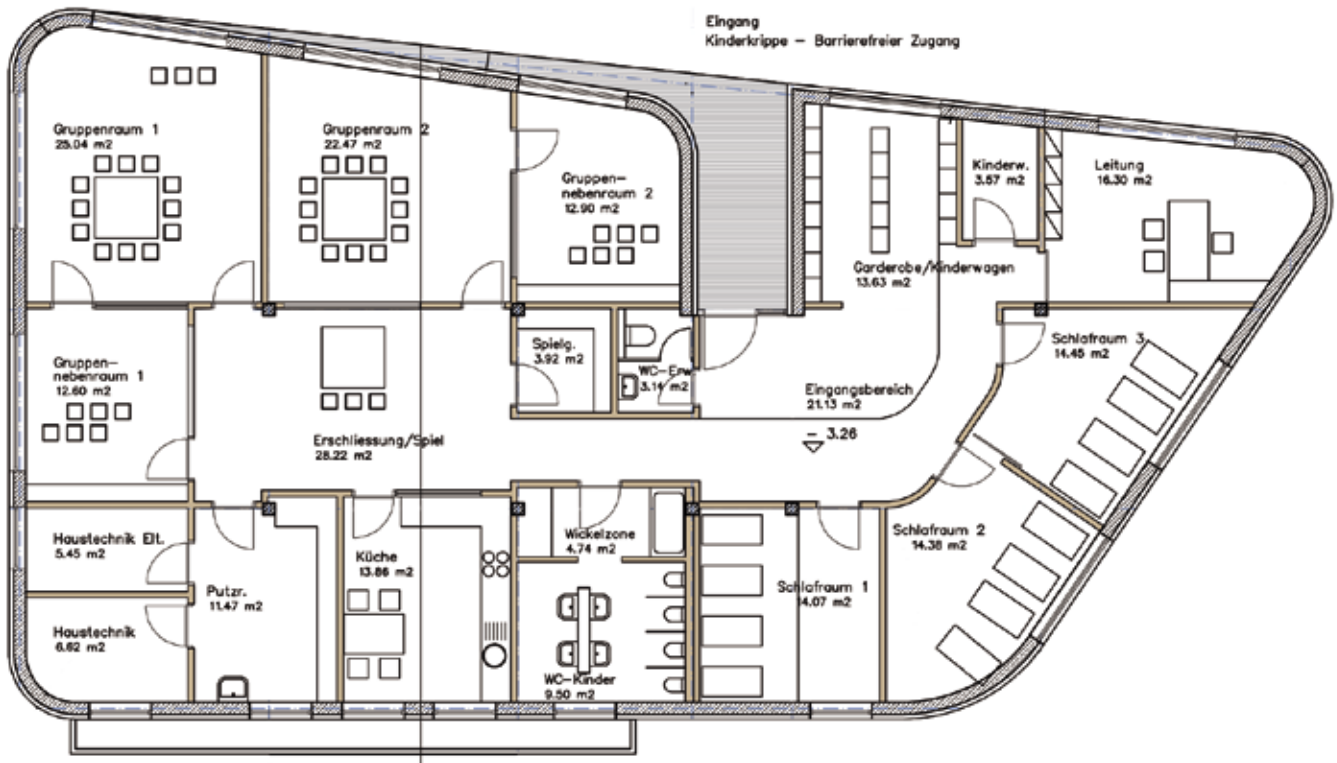 Eingang
Kinderkrippe – Barrierefreier Zugang
Gruppenraum 1
25.04 m2
Gruppenraum 2
22.47 m2
Gruppen-
nebenraum 2
12.90 m2
Kinderw.
3.57 m2
Leitung
16.30 m2
Garderobe/Kinderwagen
13.63 m2
Gruppen-
nebenraum 1
12.60 m2
Spielg.
3.92 m2
WC-Erw.
3.14 m2
Schlafraum 3
14.45 m2
Eingangsbereich
21.13 m2
- 3.26
Erschliessung/Spiel
28.22 m2
Haustechnik Elt.
5.45 m2
Putzr.
11.47 m2
Küche
13.86 m2
Wickelzone
4.74 m2
Schlafraum 2
14.38 m2
Schlafraum 1
14.07 m2
Haustechnik
6.62 m2
WC-Kinder
9.50 m2